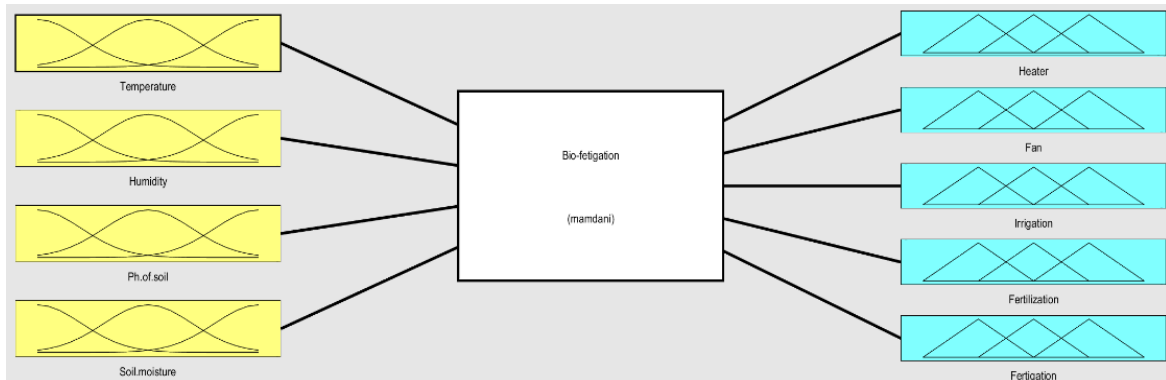 Temperature
Humidity
Ph.of.soil
Soil.moisture
Bio-fetigation
(mamdani)
Heater
Fan
Irrigation
Fertilization
Fertigation